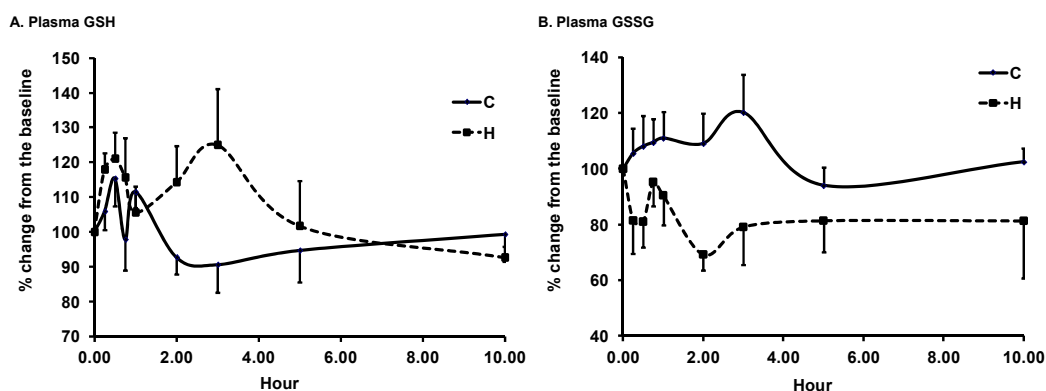 A. Plasma GSH
% change from the baseline
150
140
130
120
110
100
90
80
70
0.00 2.00 4.00 6.00 8.00 10.00
Hour
C
H
B. Plasma GSSG
% change from the baseline
140
120
100
80
60
40
0.00 2.00 4.00 6.00 8.00 10.00
Hour
C
H